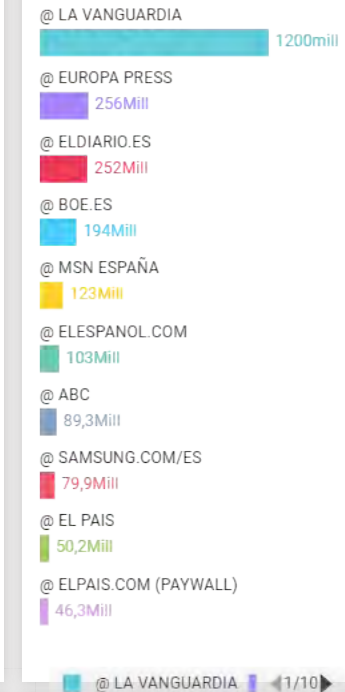 @ LA VANGUARDIA
1200mill
@ EUROPA PRESS
256Mill
@ ELDIARIO.ES
252Mill
@ BOE.ES
194Mill
@ MSN ESPAÑA
123Mill
@ ELESPANOL.COM
103Mill
@ ABC
89,3Mill
@ SAMSUNG.COM/ES
79,9Mill
@ EL PAIS
50,2Mill
@ ELPAIS.COM (PAYWALL)
46,3Mill
@ LA VANGUARDIA 1/10